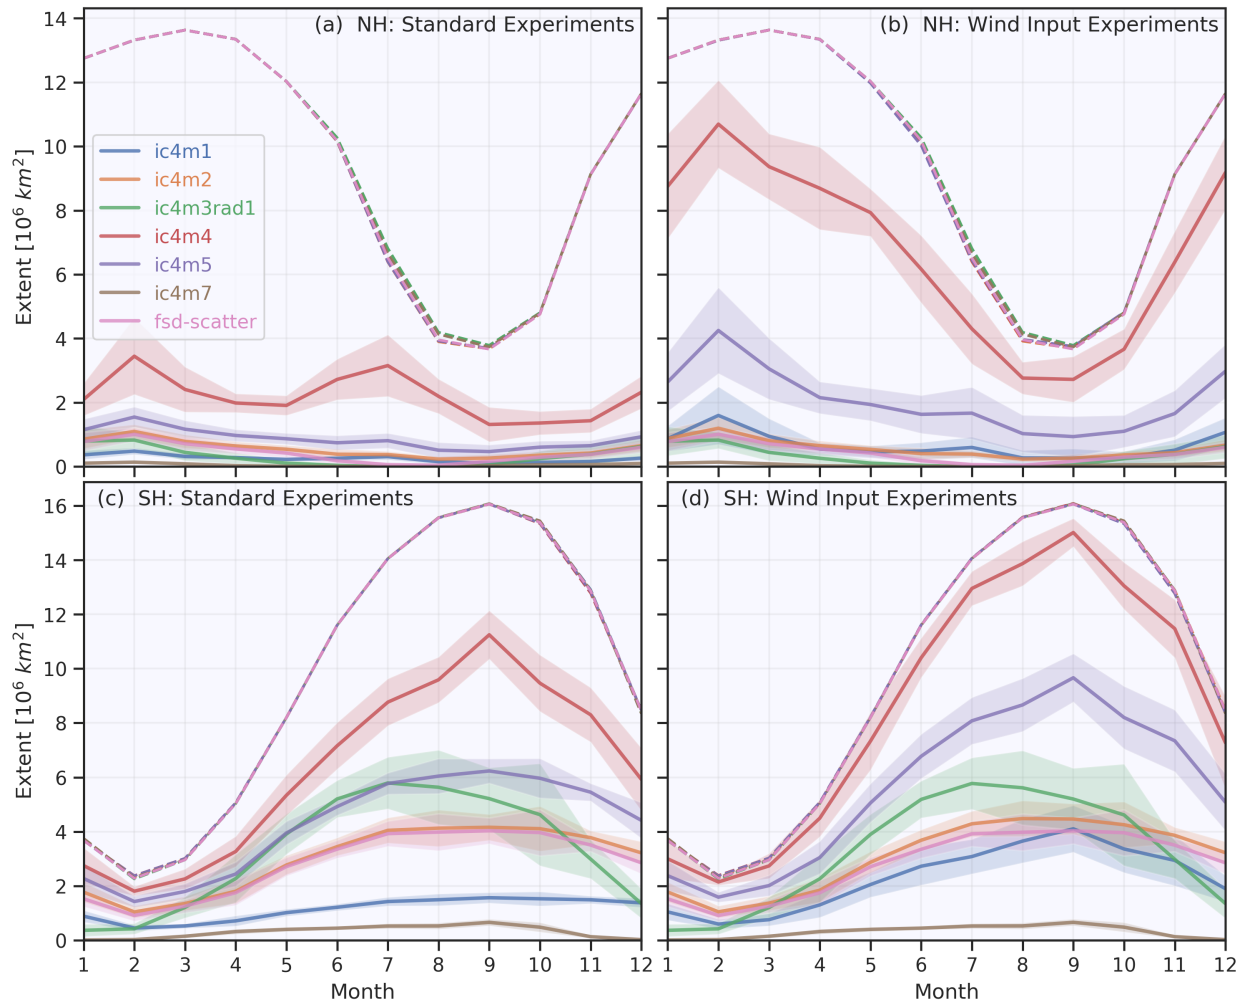 (a) NH: Standard Experiments
(b) NH: Wind Input Experiments
14
12
10
8
6
4
2
0
Extent [10⁶ km²]
ic4m1
ic4m2
ic4m3rad1
ic4m4
ic4m5
ic4m7
fsd-scatter
(c) SH: Standard Experiments
(d) SH: Wind Input Experiments
16
14
12
10
8
6
4
2
0
Extent [10⁶ km²]
1 2 3 4 5 6 7 8 9 10 11 12
1 2 3 4 5 6 7 8 9 10 11 12
Month
Month